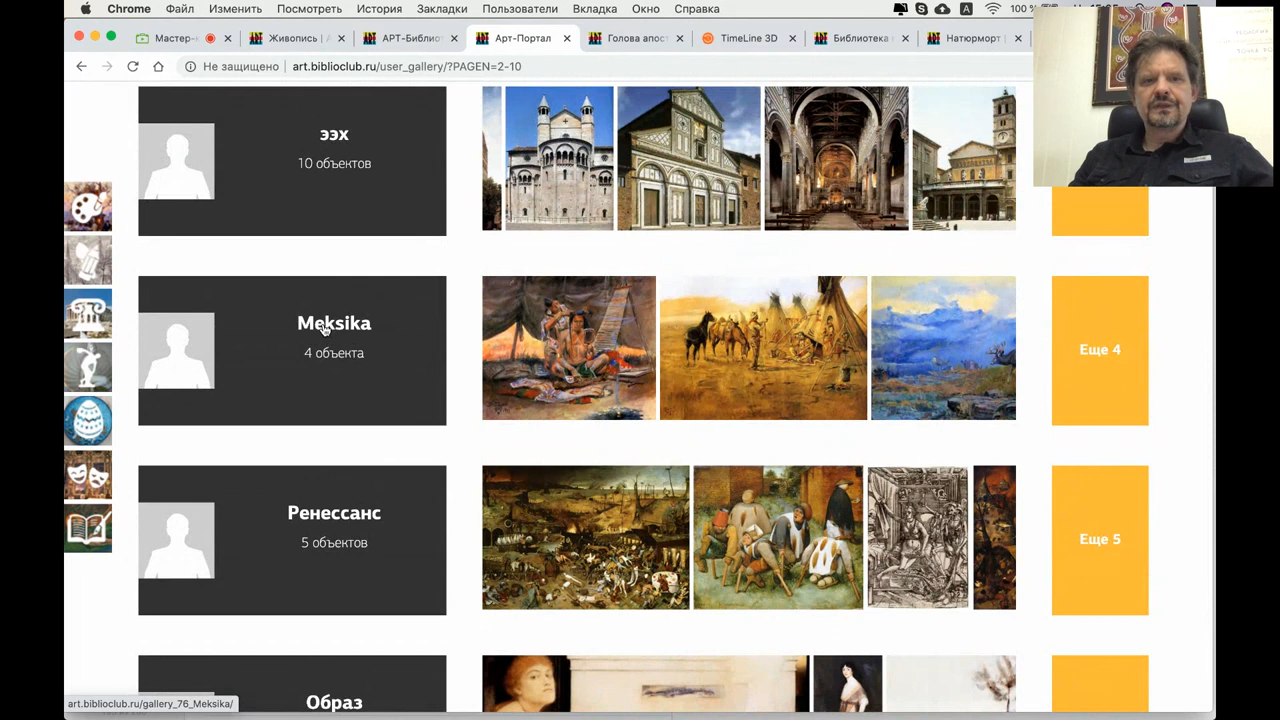 Chrome Файл Изменить Посмотреть История Закладки Пользователи Вкладка Окно Справка A 100
Мастер- Живопись | А АРТ-Библио Арт-Портал Голова апос TimeLine 3D Библиотека Натюрморт
Не защищено art.biblioclub.ru/user_gallery/?PAGEN=2-10
ээх
10 объектов
Meksika
4 объекта
Еще 4
Ренессанс
5 объектов
Еще 5
Образ
art.biblioclub.ru/gallery_76_Meksika/